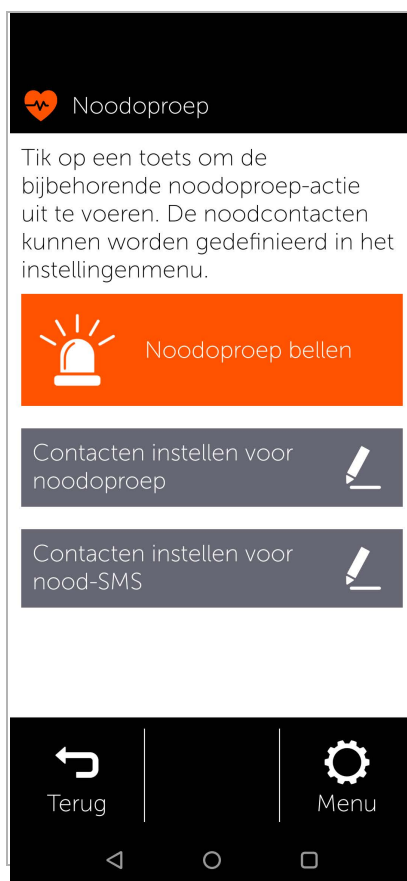 Noodoproep
Tik op een toets om de
bijbehorende noodoproep-actie
uit te voeren. De noodcontacten
kunnen worden gedefinieerd in het
instellingenmenu.
Noodoproep bellen
Contacten instellen voor
noodoproep
Contacten instellen voor
nood-SMS
Terug
Menu